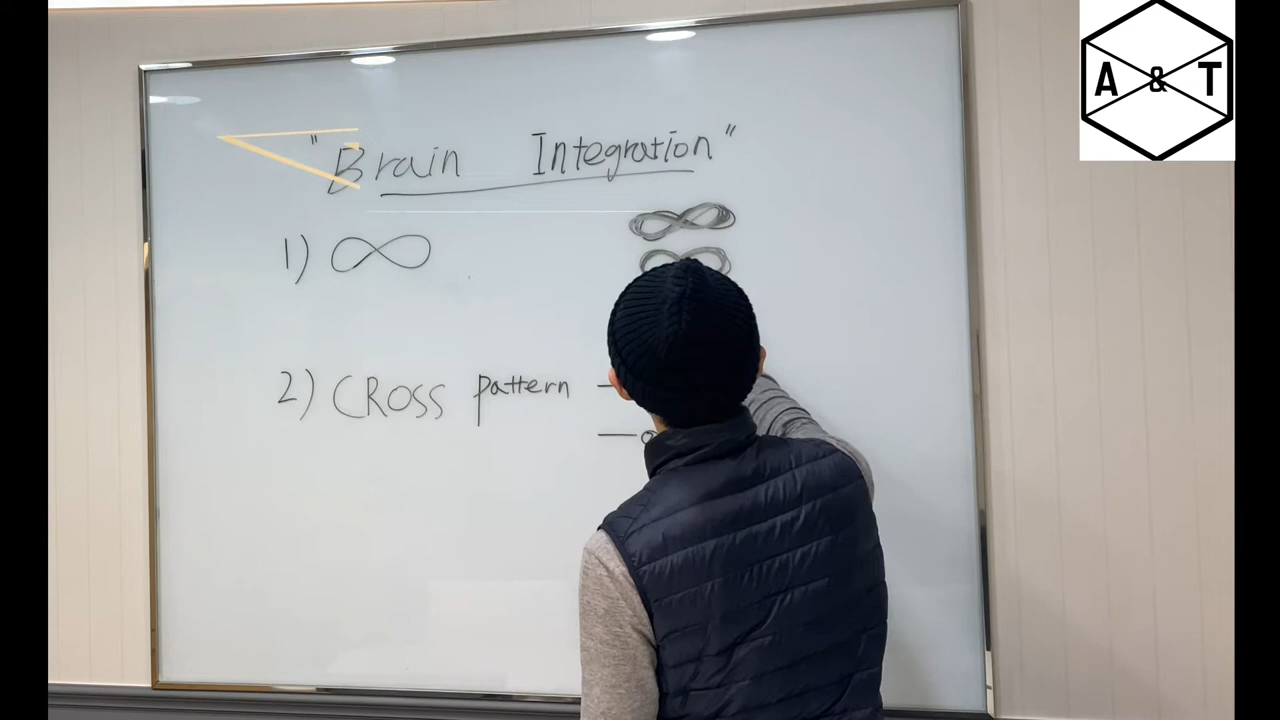 "Brain Integration"
1) ∞
2) CROSS pattern
A & T